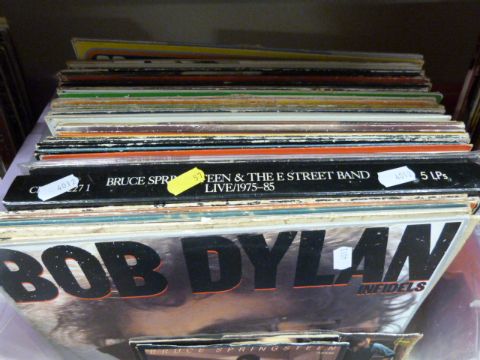 BRUCE SPRINGSTEEN & THE E STREET BAND
LIVE/1975-85
5 LPs
BOB DYLAN
INFIDELS
BRUCE SPRINGSTEEN